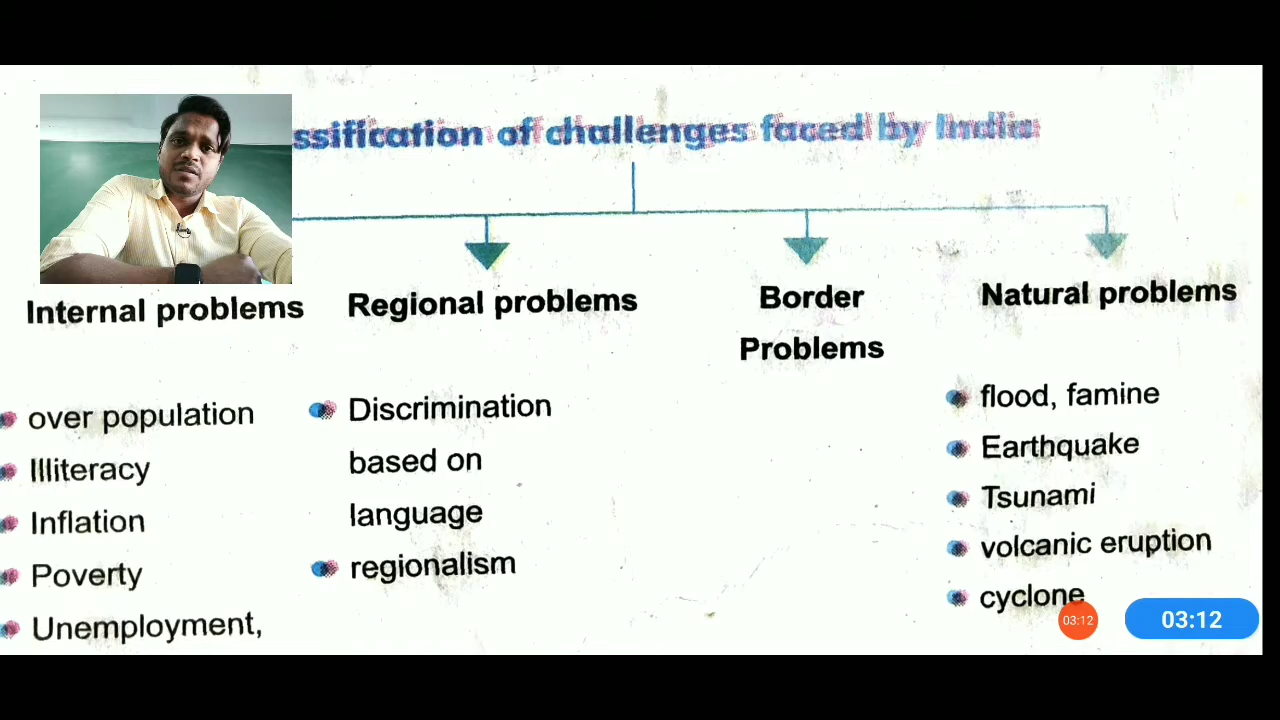 ssification of challenges faced by India
Internal problems
over population
Illiteracy
Inflation
Poverty
Unemployment,
Regional problems
Discrimination
based on
language
regionalism
Border
Problems
Natural problems
flood, famine
Earthquake
Tsunami
volcanic eruption
cyclone
03:12
03:12